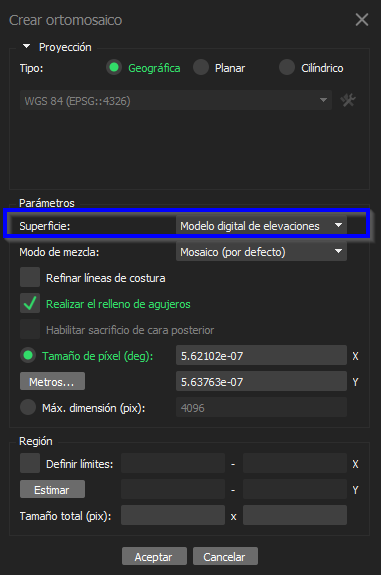 Crear ortomosaico
Proyección
Tipo: Geográfica Planar Cilíndrico
WGS 84 (EPSG::4326)
Parámetros
Superficie: Modelo digital de elevaciones
Modo de mezcla: Mosaico (por defecto)
Refinar líneas de costura
Realizar el relleno de agujeros
Habilitar sacrificio de cara posterior
Tamaño de píxel (deg): 5.62102e-07 X
Metros... 5.63763e-07 Y
Máx. dimensión (pix): 4096
Región
Definir límites: - X
Estimar - Y
Tamaño total (pix): x
Aceptar Cancelar